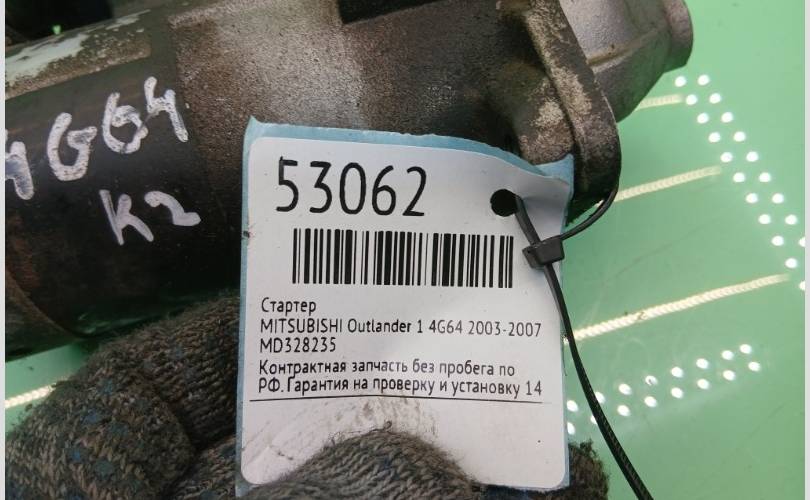 4G64
K2
53062
Стартер
MITSUBISHI Outlander 1 4G64 2003-2007
MD328235
Контрактная запчасть без пробега по
РФ. Гарантия на проверку и установку 14